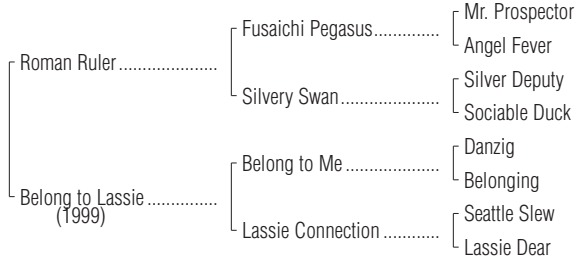 Mr. Prospector
Fusaichi Pegasus..............
Angel Fever
Roman Ruler.....................
Silver Deputy
Silvery Swan.....................
Sociable Duck
Danzig
Belong to Me....................
Belonging
Belong to Lassie...............
(1999)
Seattle Slew
Lassie Connection............
Lassie Dear